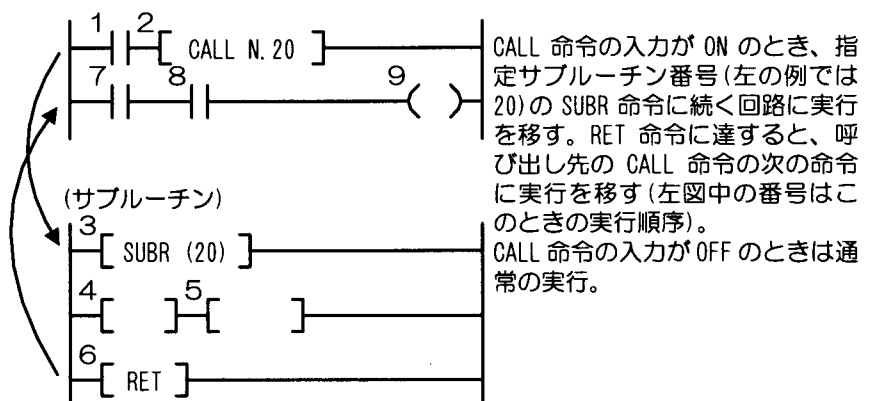 1 2
[ CALL N.20 ]
7 8 9
(サブルーチン)
3
[ SUBR (20) ]
4 5
6
[ RET ]
CALL 命令の入力が ON のとき、指
定サブルーチン番号(左の例では
20)の SUBR 命令に続く回路に実行
を移す。RET 命令に達すると、呼
び出し先の CALL 命令の次の命令
に実行を移す(左図中の番号はこ
のときの実行順序)。
CALL 命令の入力が OFF のときは通
常の実行。